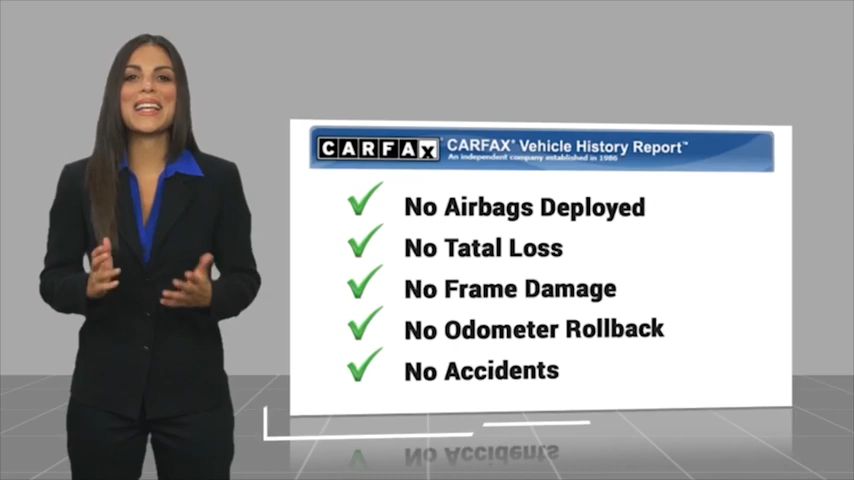 CARFAX® CARFAX® Vehicle History Report™
An independent company established in 1986
No Airbags Deployed
No Tatal Loss
No Frame Damage
No Odometer Rollback
No Accidents
No Accidents